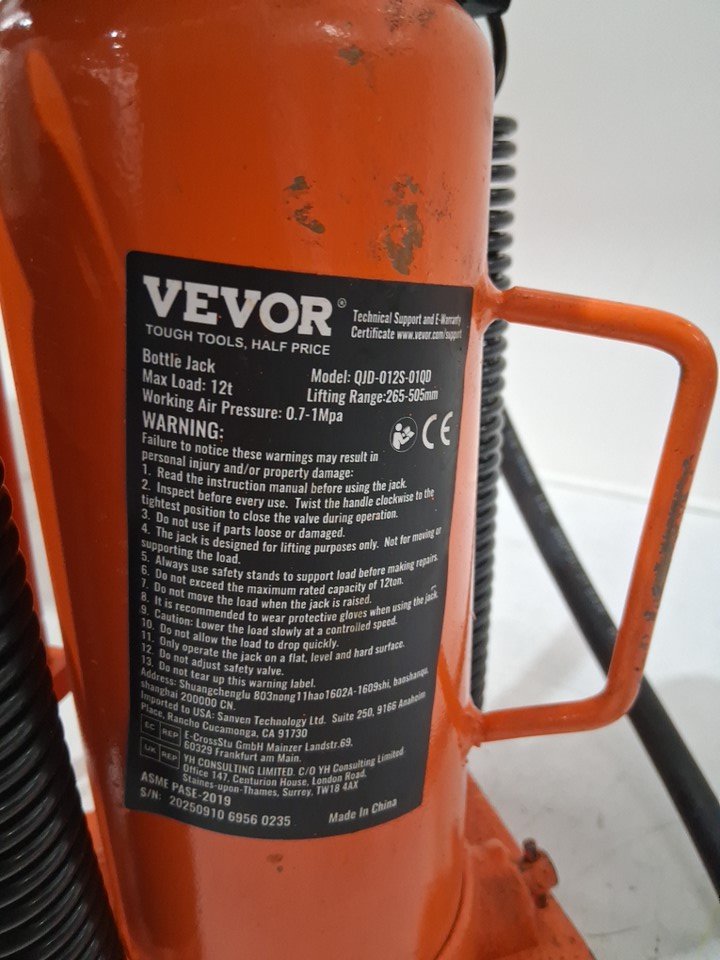 VEVOR®
TOUGH TOOLS, HALF PRICE
Technical Support and E-Warranty
Certificate www.vevor.com/support
Bottle Jack
Model: QJD-012S-01QD
Max Load: 12t
Lifting Range:265-505mm
Working Air Pressure: 0.7-1Mpa
CE
WARNING:
Failure to notice these warnings may result in
personal injury and/or property damage:
1. Read the instruction manual before using the jack.
2. Inspect before every use. Twist the handle clockwise to the
tightest position to close the valve during operation.
3. Do not use if parts loose or damaged.
4. The jack is designed for lifting purposes only. Not for moving or
supporting the load.
5. Always use safety stands to support load before making repairs.
6. Do not exceed the maximum rated capacity of 12ton.
7. Do not move the load when the jack is raised.
8. It is recommended to wear protective gloves when using the jack.
9. Caution: Lower the load slowly at a controlled speed.
10. Do not allow the load to drop quickly.
11. Only operate the jack on a flat, level and hard surface.
12. Do not adjust safety valve.
13. Do not tear up this warning label.
Address: Shuangchenglu 803nong11hao1602A-1609shi, baoshanqu,
shanghai 200000 CN.
Imported to USA: Sanven Technology Ltd. Suite 250, 9166 Anaheim
Place, Rancho Cucamonga, CA 91730
EC REP E-CrossStu GmbH Mainzer Landstr.69,
60329 Frankfurt am Main.
UK REP YH CONSULTING LIMITED. C/O YH Consulting Limited
Office 147, Centurion House, London Road,
Staines-upon-Thames, Surrey, TW18 4AX
ASME PASE-2019
S/N: 20250910 6956 0235
Made In China